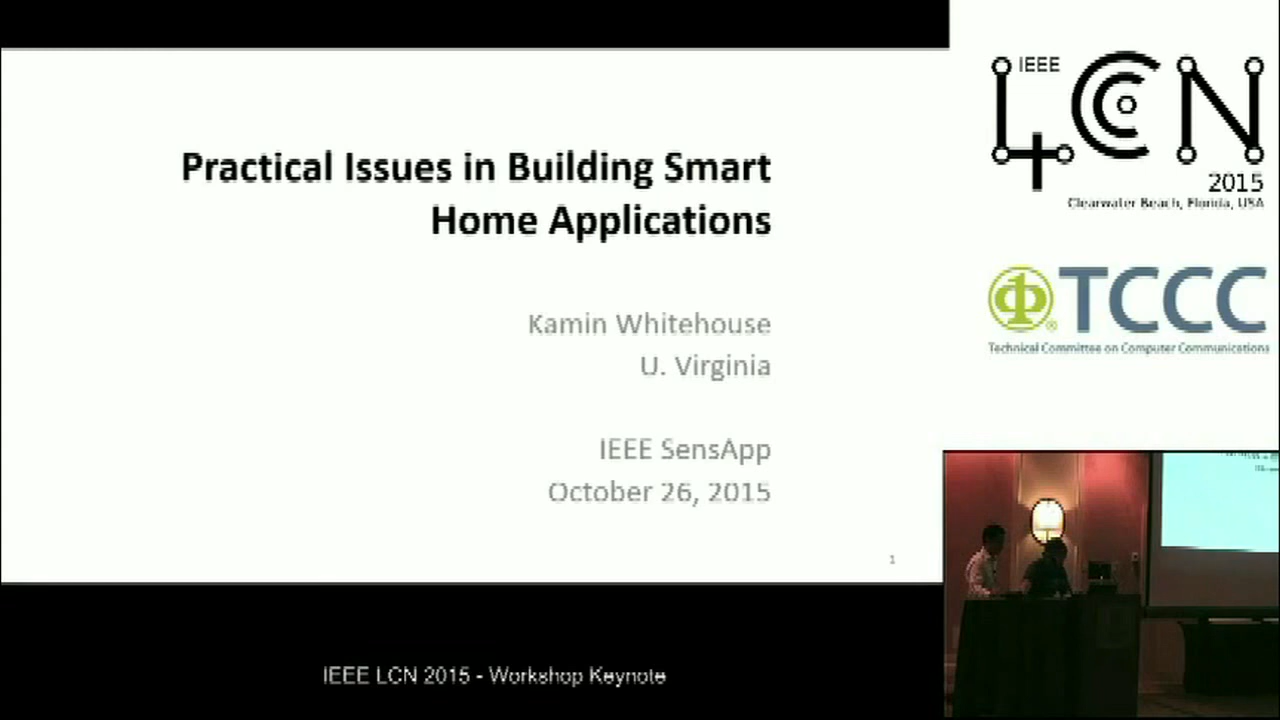 Practical Issues in Building Smart
Home Applications
Kamin Whitehouse
U. Virginia
IEEE SensApp
October 26, 2015
1
IEEE LCN 2015 - Workshop Keynote
IEEE
LCN
40
2015
Clearwater Beach, Florida, USA
TCCC
Technical Committee on Computer Communications